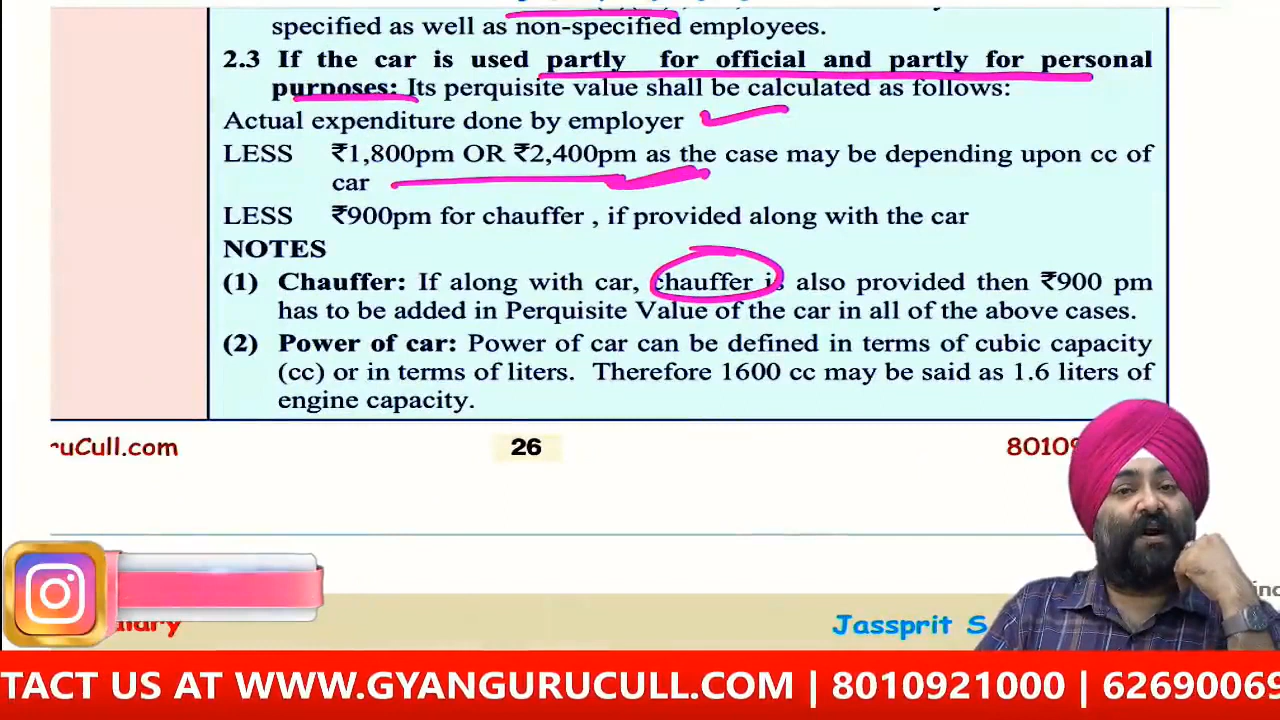 specified as well as non-specified employees.
2.3 If the car is used partly for official and partly for personal
purposes: Its perquisite value shall be calculated as follows:
Actual expenditure done by employer
LESS ₹1,800pm OR ₹2,400pm as the case may be depending upon cc of
car
LESS ₹900pm for chauffer , if provided along with the car
NOTES
(1) Chauffer: If along with car, chauffer is also provided then ₹900 pm
has to be added in Perquisite Value of the car in all of the above cases.
(2) Power of car: Power of car can be defined in terms of cubic capacity
(cc) or in terms of liters. Therefore 1600 cc may be said as 1.6 liters of
engine capacity.
ruCull.com 26 8010
Jassprit S
TACT US AT WWW.GYANGURUCULL.COM | 8010921000 | 62690069